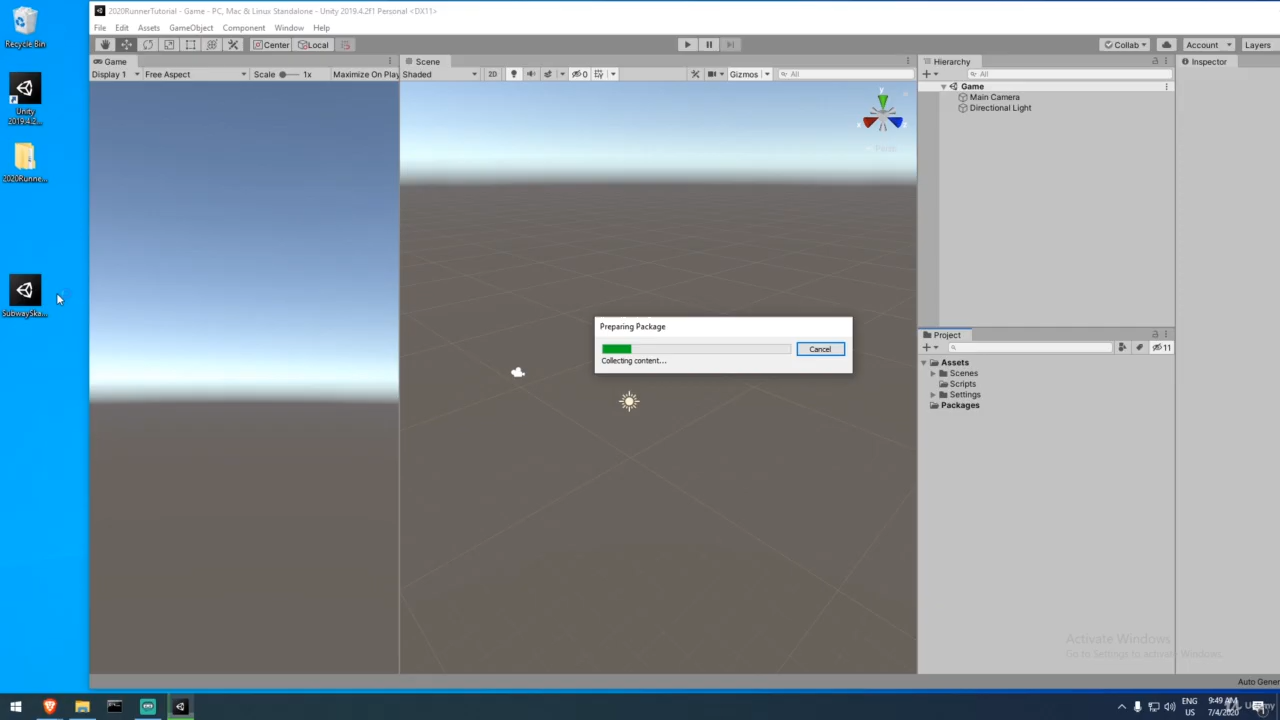 Recycle Bin
Unity
2019.4.2...
2020Runne...
SubwaySka...
2020RunnerTutorial - Game - PC, Mac & Linux Standalone - Unity 2019.4.2f1 Personal <DX11>
File Edit Assets GameObject Component Window Help
Center Local Collab Account Layers
Game
Display 1 Free Aspect Scale 1x Maximize On Play
Scene
Shaded 2D 0 Gizmos All
y
x
z
Persp
Hierarchy
All
Game
Main Camera
Directional Light
Inspector
Preparing Package
Collecting content...
Cancel
Project
11
Assets
Scenes
Scripts
Settings
Packages
Activate Windows
Go to Settings to activate Windows.
Auto Gener
ENG
US
9:49 AM
7/4/2020
Udemy